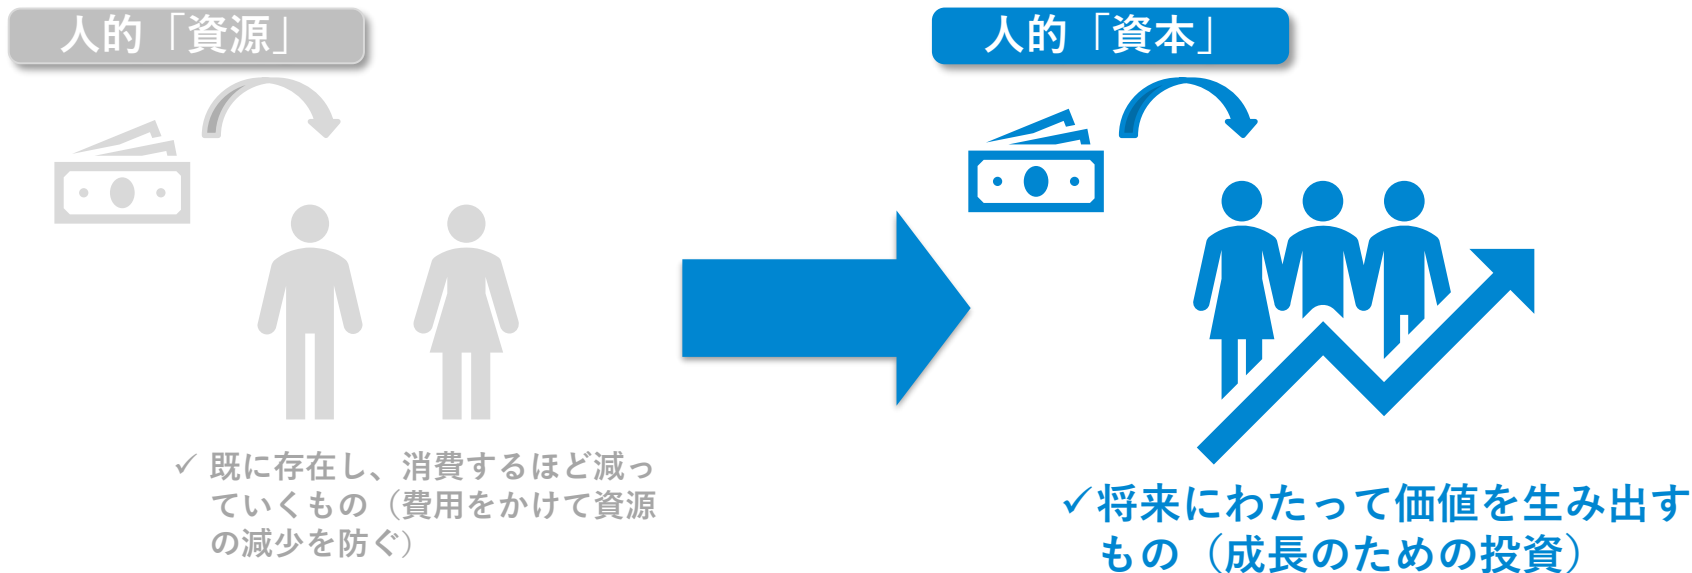 人的「資源」
人的「資本」
✓ 既に存在し、消費するほど減っ
ていくもの（費用をかけて資源
の減少を防ぐ）
✓将来にわたって価値を生み出す
もの（成長のための投資）